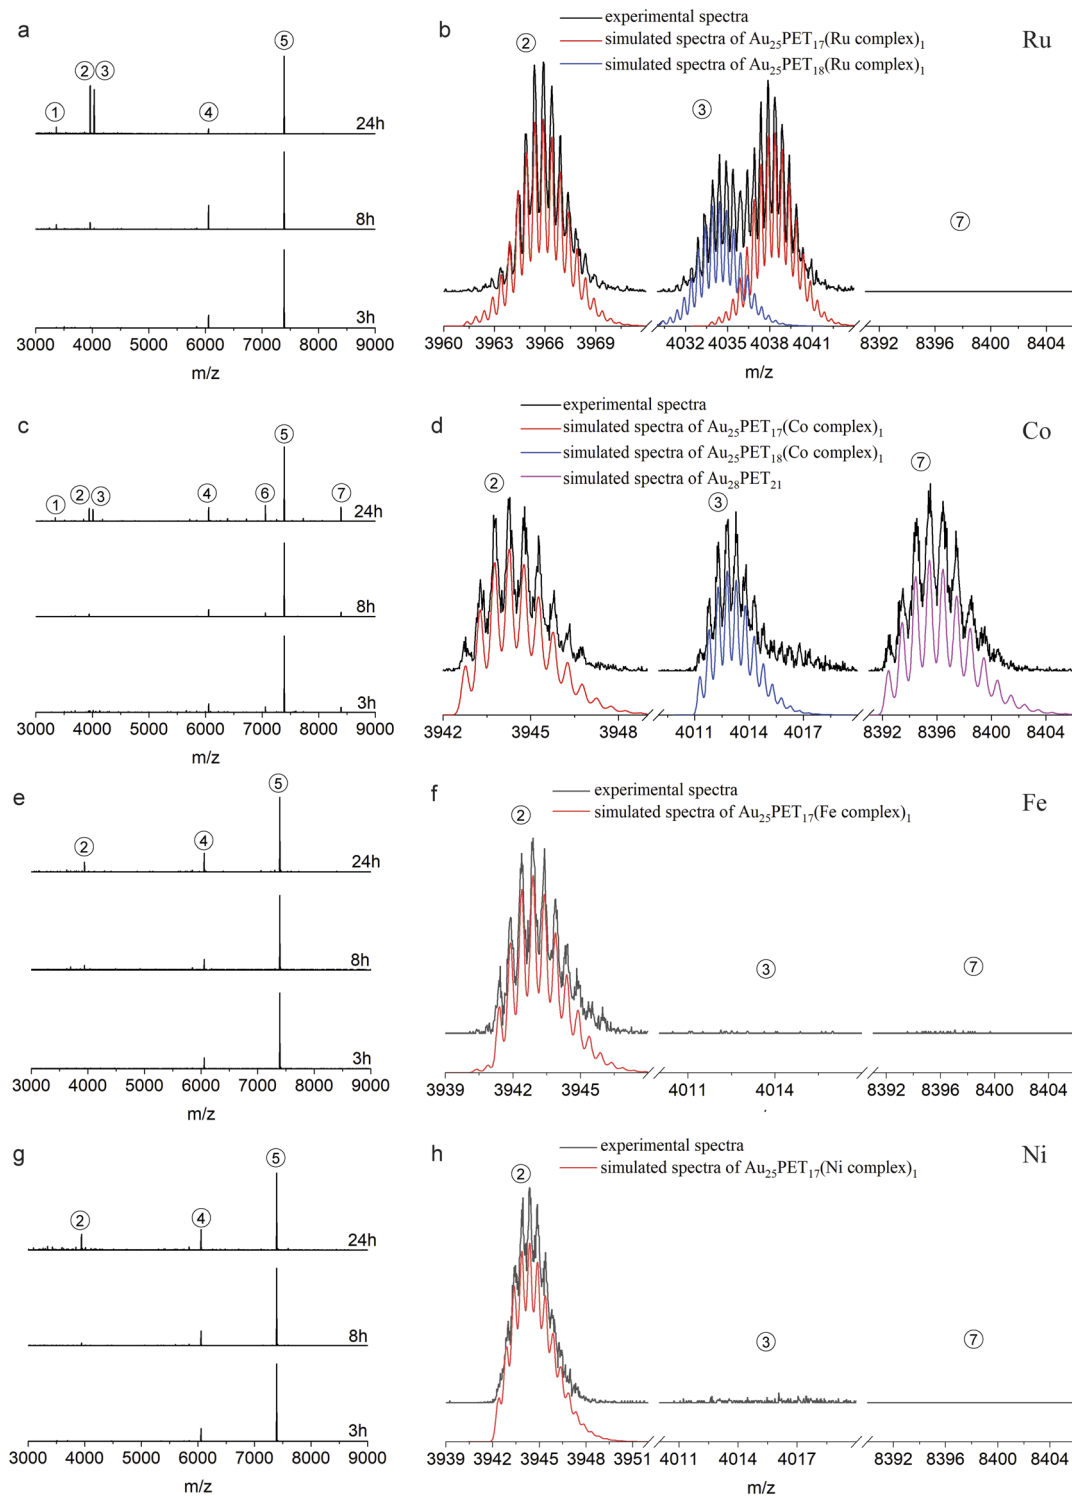 a
①
② ③
④
⑤
24h
8h
3h
3000 4000 5000 6000 7000 8000 9000
m/z
b
experimental spectra
simulated spectra of Au25PET17(Ru complex)1
simulated spectra of Au25PET18(Ru complex)1
Ru
②
③
⑦
3960 3963 3966 3969
4032 4035 4038 4041
8392 8396 8400 8404
m/z
c
①
② ③
④
⑤
⑥
⑦
24h
8h
3h
3000 4000 5000 6000 7000 8000 9000
m/z
d
experimental spectra
simulated spectra of Au25PET17(Co complex)1
simulated spectra of Au25PET18(Co complex)1
simulated spectra of Au28PET21
Co
②
③
⑦
3942 3945 3948
4011 4014 4017
8392 8396 8400 8404
e
②
④
⑤
24h
8h
3h
3000 4000 5000 6000 7000 8000 9000
m/z
f
experimental spectra
simulated spectra of Au25PET17(Fe complex)1
Fe
②
③
⑦
3939 3942 3945
4011 4014
8392 8396 8400 8404
g
②
④
⑤
24h
8h
3h
3000 4000 5000 6000 7000 8000 9000
m/z
h
experimental spectra
simulated spectra of Au25PET17(Ni complex)1
Ni
②
③
⑦
3939 3942 3945 3948 3951
4011 4014 4017
8392 8396 8400 8404
m/z